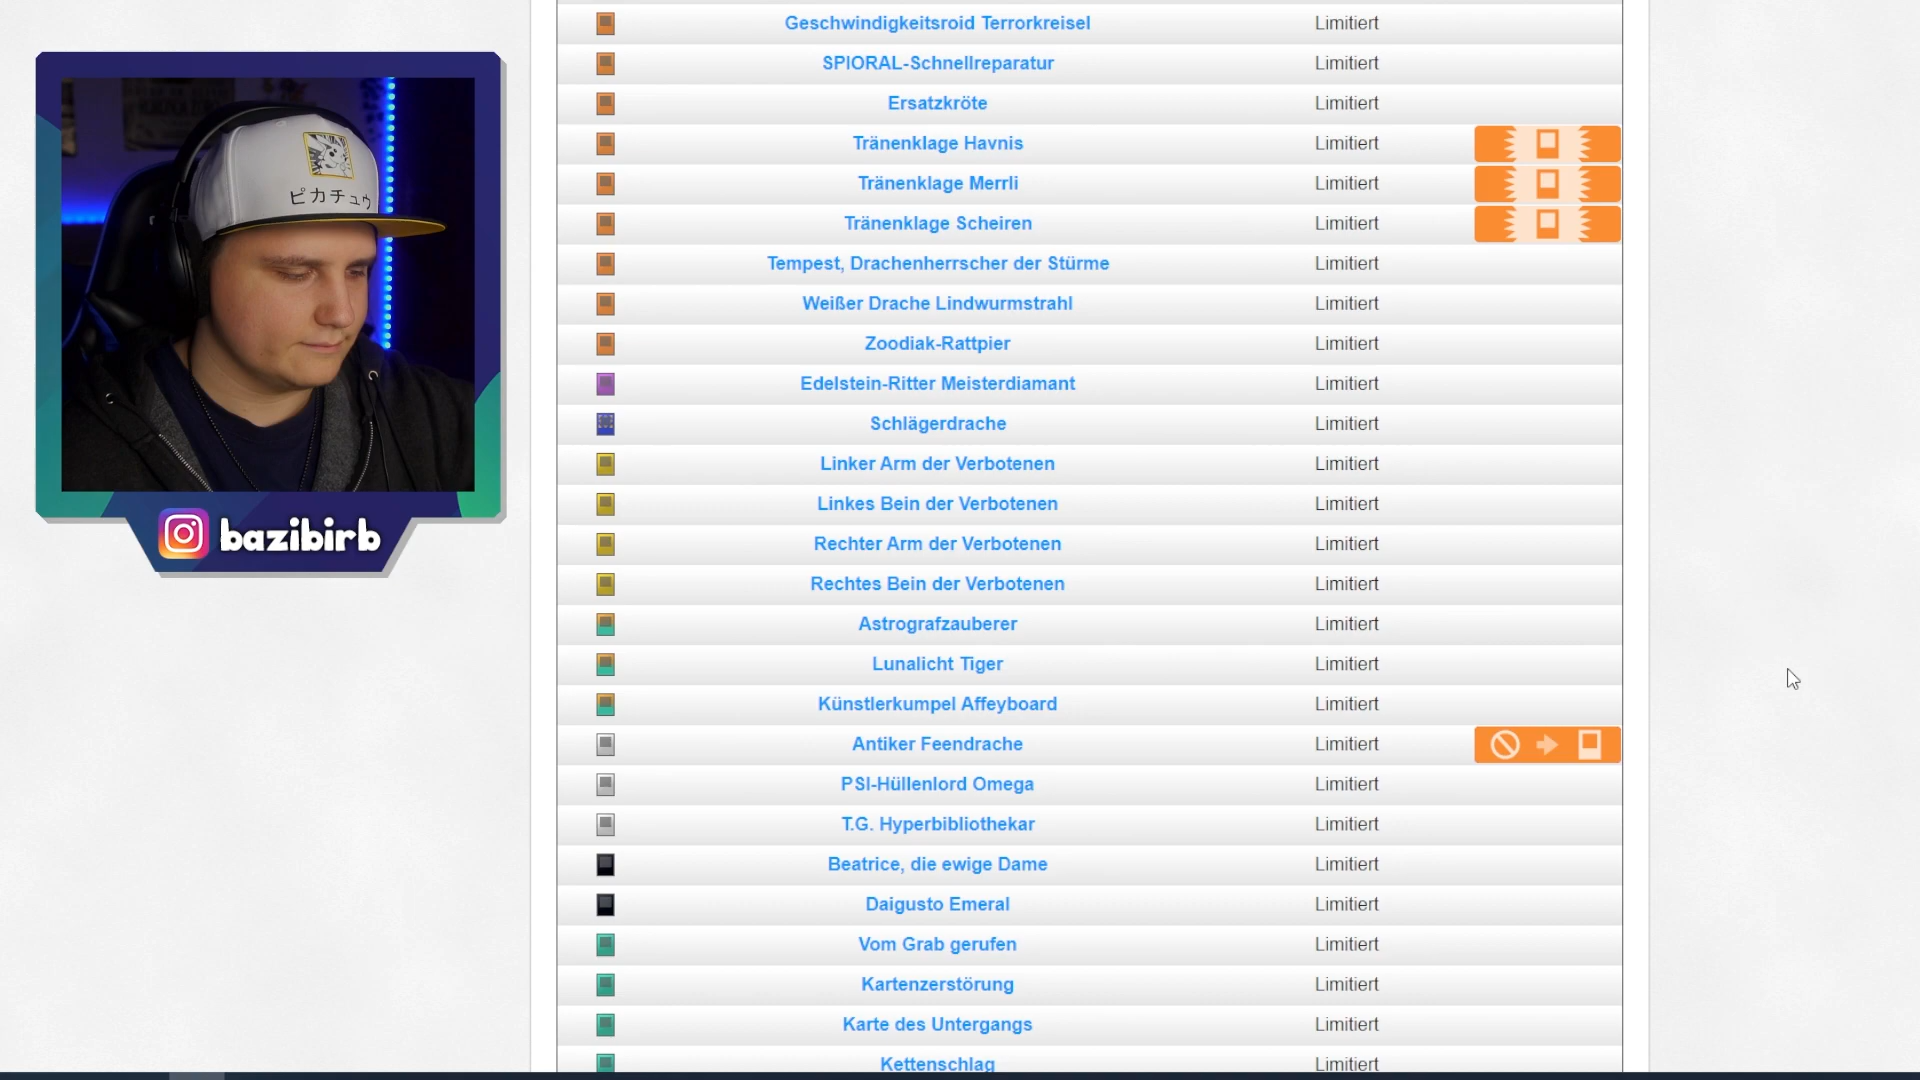 Geschwindigkeitsroid Terrorkreisel Limitiert
SPIORAL-Schnellreparatur Limitiert
Ersatzkröte Limitiert
Tränenklage Havnis Limitiert
Tränenklage Merrli Limitiert
Tränenklage Scheiren Limitiert
Tempest, Drachenherrscher der Stürme Limitiert
Weißer Drache Lindwurmstrahl Limitiert
Zoodiak-Rattpier Limitiert
Edelstein-Ritter Meisterdiamant Limitiert
Schlägerdrache Limitiert
Linker Arm der Verbotenen Limitiert
Linkes Bein der Verbotenen Limitiert
Rechter Arm der Verbotenen Limitiert
Rechtes Bein der Verbotenen Limitiert
Astrografzauberer Limitiert
Lunalicht Tiger Limitiert
Künstlerkumpel Affeyboard Limitiert
Antiker Feendrache Limitiert
PSI-Hüllenlord Omega Limitiert
T.G. Hyperbibliothekar Limitiert
Beatrice, die ewige Dame Limitiert
Daigusto Emeral Limitiert
Vom Grab gerufen Limitiert
Kartenzerstörung Limitiert
Karte des Untergangs Limitiert
Kettenschlag Limitiert
ピカチュウ
bazibirb